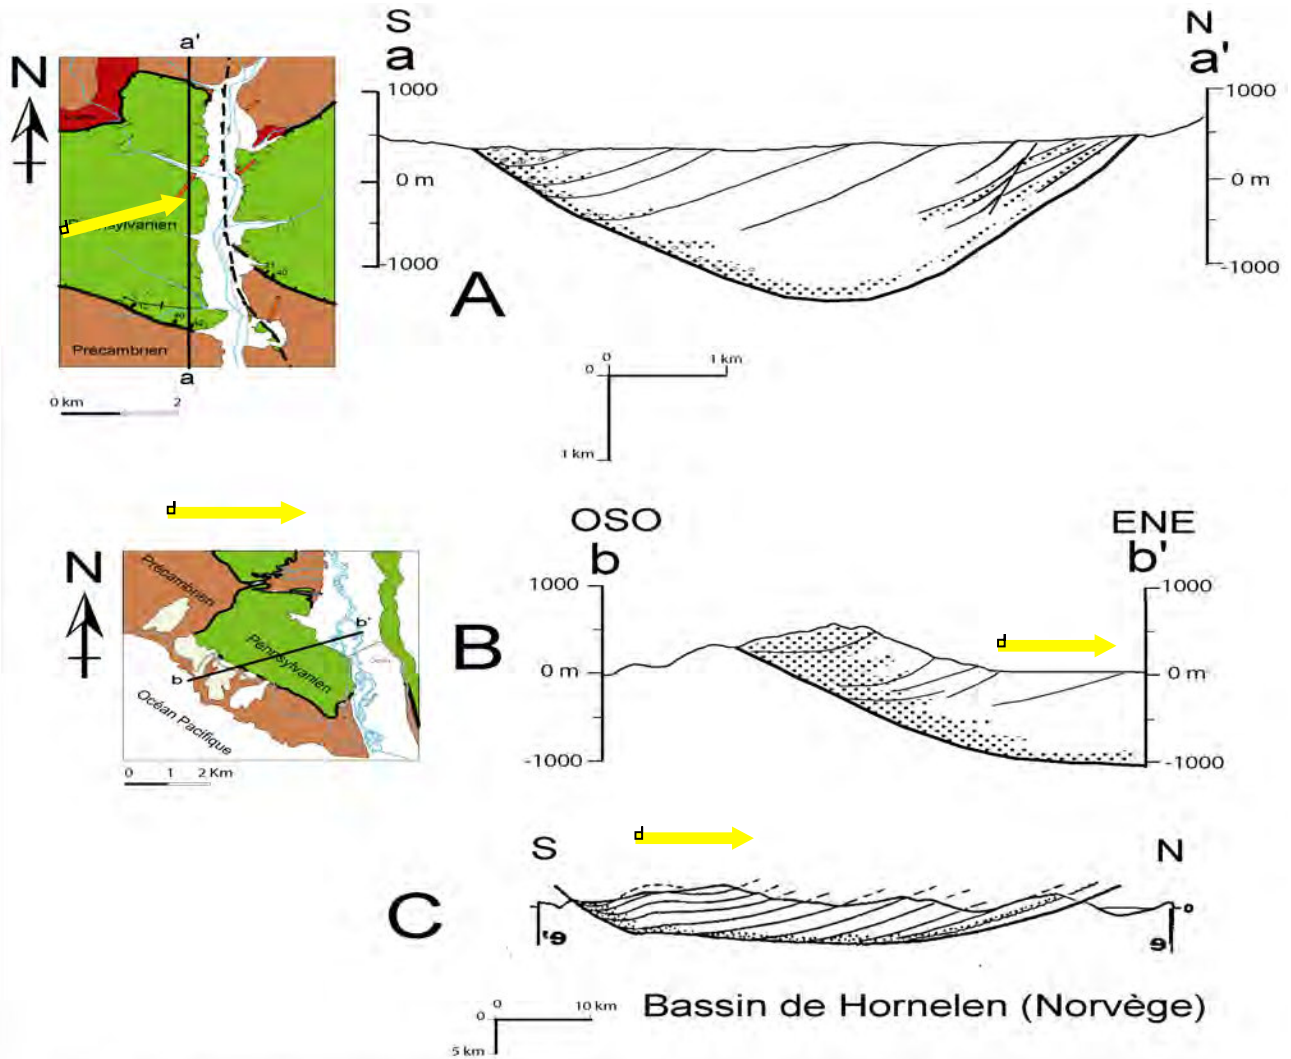 S
a
N
a'
1000
0 m
-1000
1000
0 m
-1000
A
0
1 km
1 km
N
a'
Précambrien
a
0 km
2
N
Précambrien
Pennsylvanien
b'
b
Océan Pacifique
0
1
2 Km
OSO
b
ENE
b'
B
1000
0 m
-1000
1000
0 m
-1000
S
N
C
e'
0
e
0
10 km
5 km
Bassin de Hornelen (Norvège)